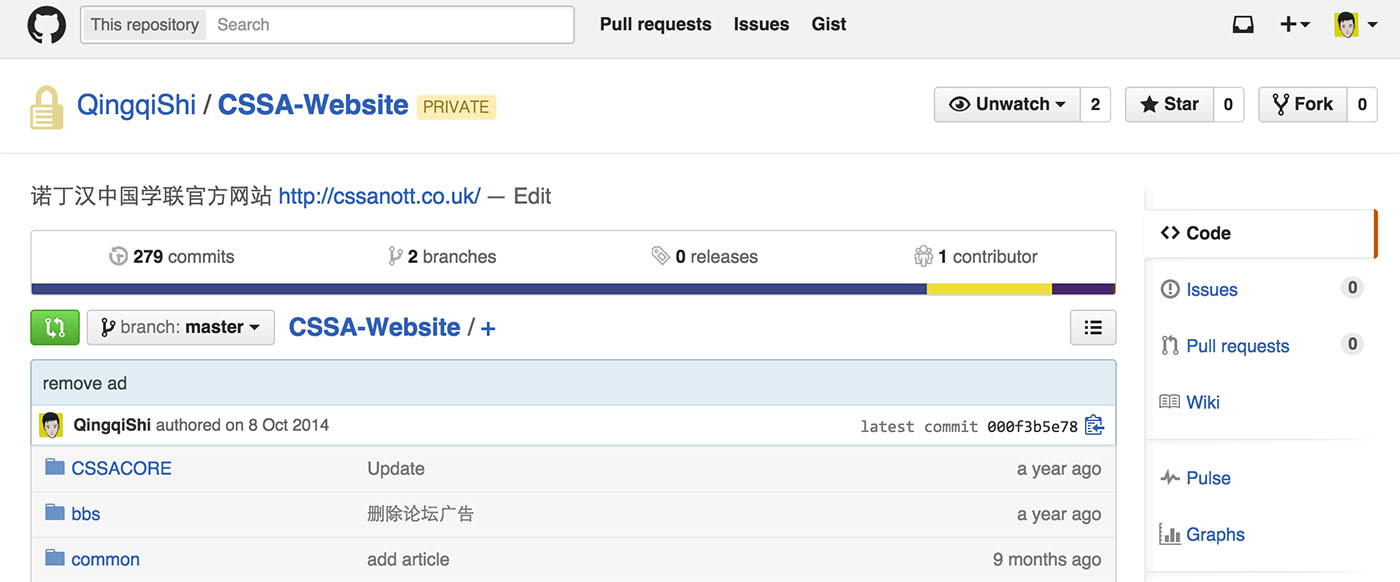 This repository Search Pull requests Issues Gist
QingqiShi / CSSA-Website PRIVATE Unwatch 2 Star 0 Fork 0
诺丁汉中国学联官方网站 http://cssanott.co.uk/ — Edit
279 commits 2 branches 0 releases 1 contributor
branch: master CSSA-Website / +
remove ad
QingqiShi authored on 8 Oct 2014 latest commit 000f3b5e78
CSSACORE Update a year ago
bbs 删除论坛广告 a year ago
common add article 9 months ago
Code
Issues 0
Pull requests 0
Wiki
Pulse
Graphs